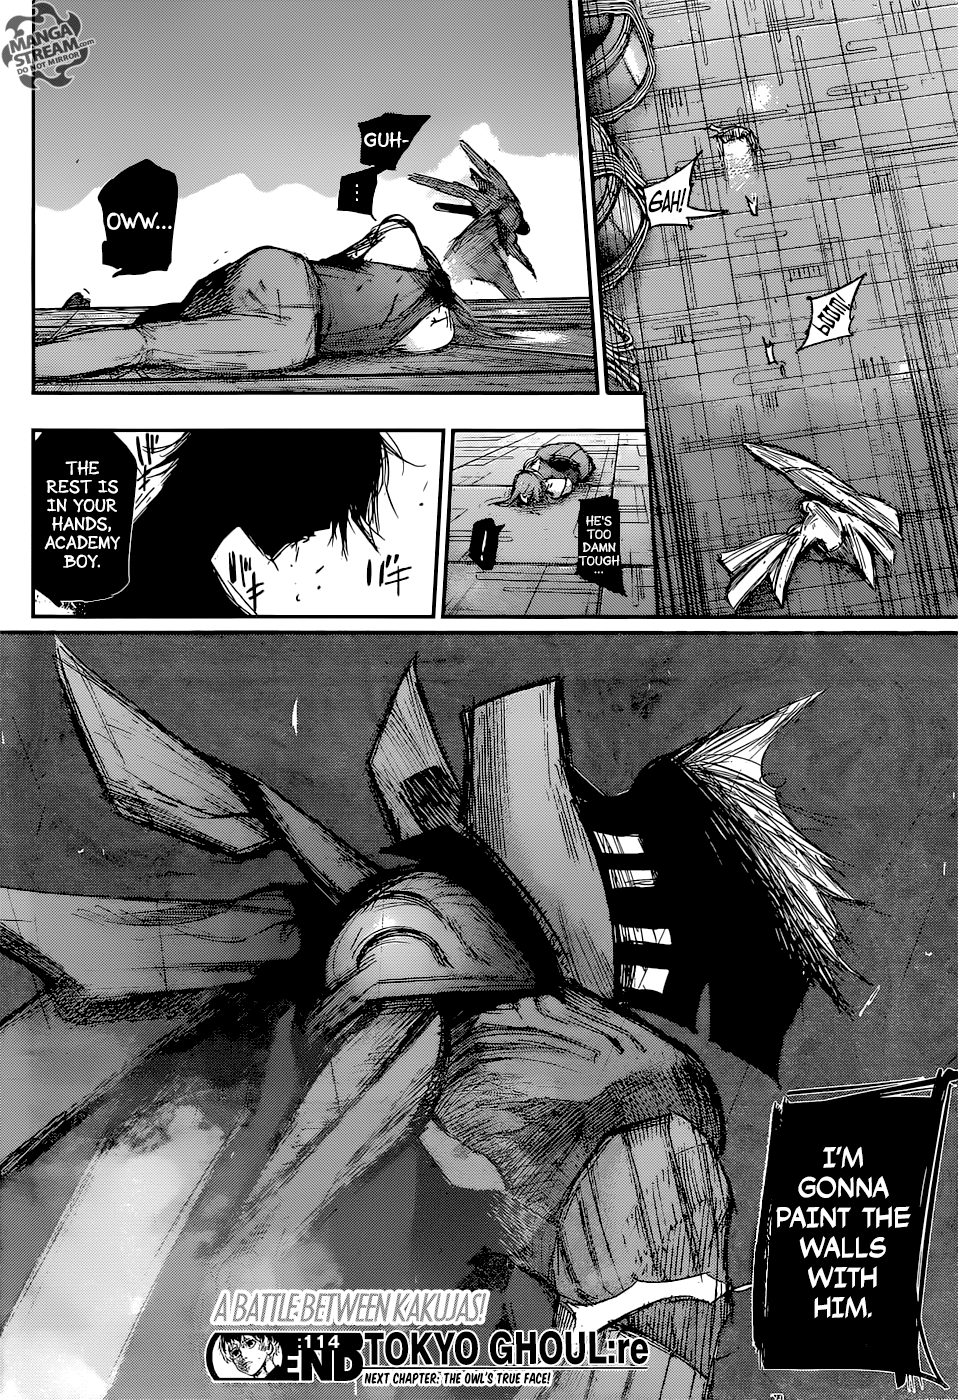 MANGA
STREAM.com
DO NOT MIRROR!
GAH!
GUH-
...
OWW...
HE'S
TOO
DAMN
TOUGH
...
THE
REST IS
IN YOUR
HANDS,
ACADEMY
BOY.
I'M
GONNA
PAINT THE
WALLS
WITH
HIM.
A BATTLE BETWEEN KAKUJAS!
:114
END TOKYO GHOUL:re
NEXT CHAPTER: THE OWL'S TRUE FACE!